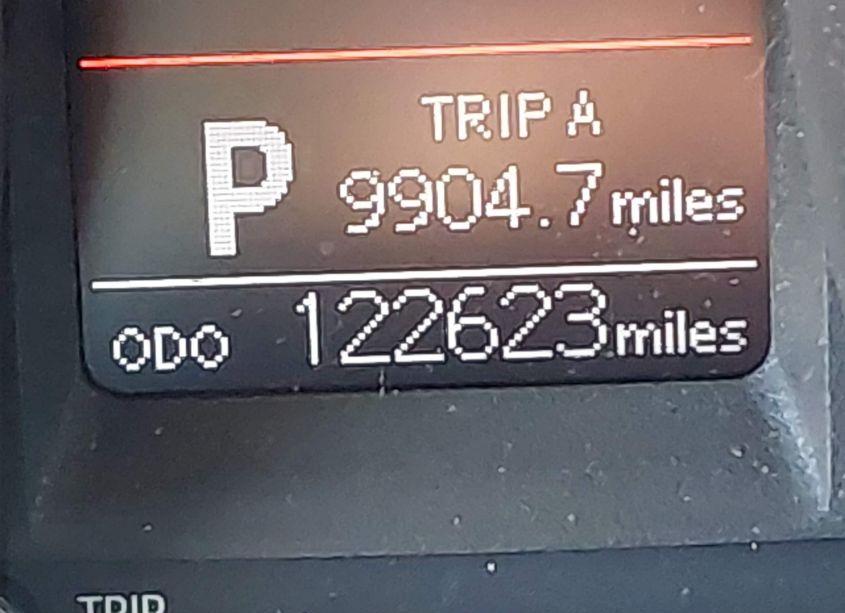 TRIP A
P 9904.7 miles
ODO 122623 miles
TRIP